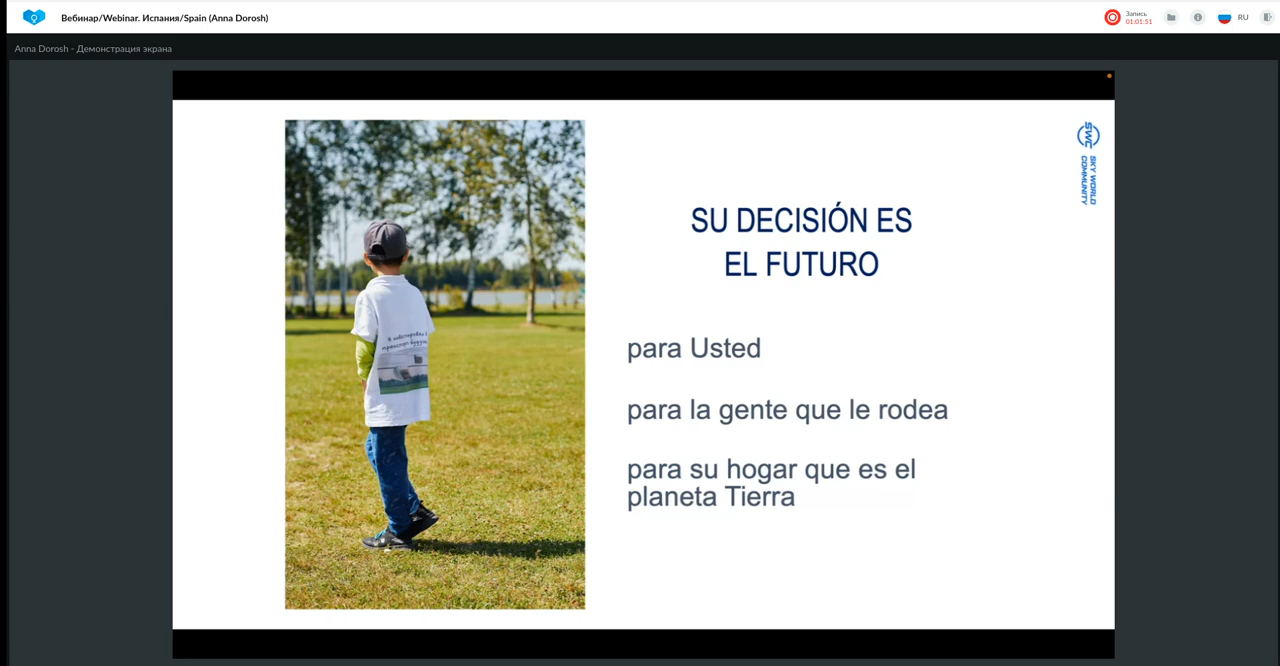 Вебинар/Webinar. Испания/Spain (Anna Dorosh)
Запись
01:01:51
RU
Anna Dorosh - Демонстрация экрана
SWC
SKY WORLD
COMMUNITY
SU DECISIÓN ES
EL FUTURO
para Usted
para la gente que le rodea
para su hogar que es el
planeta Tierra